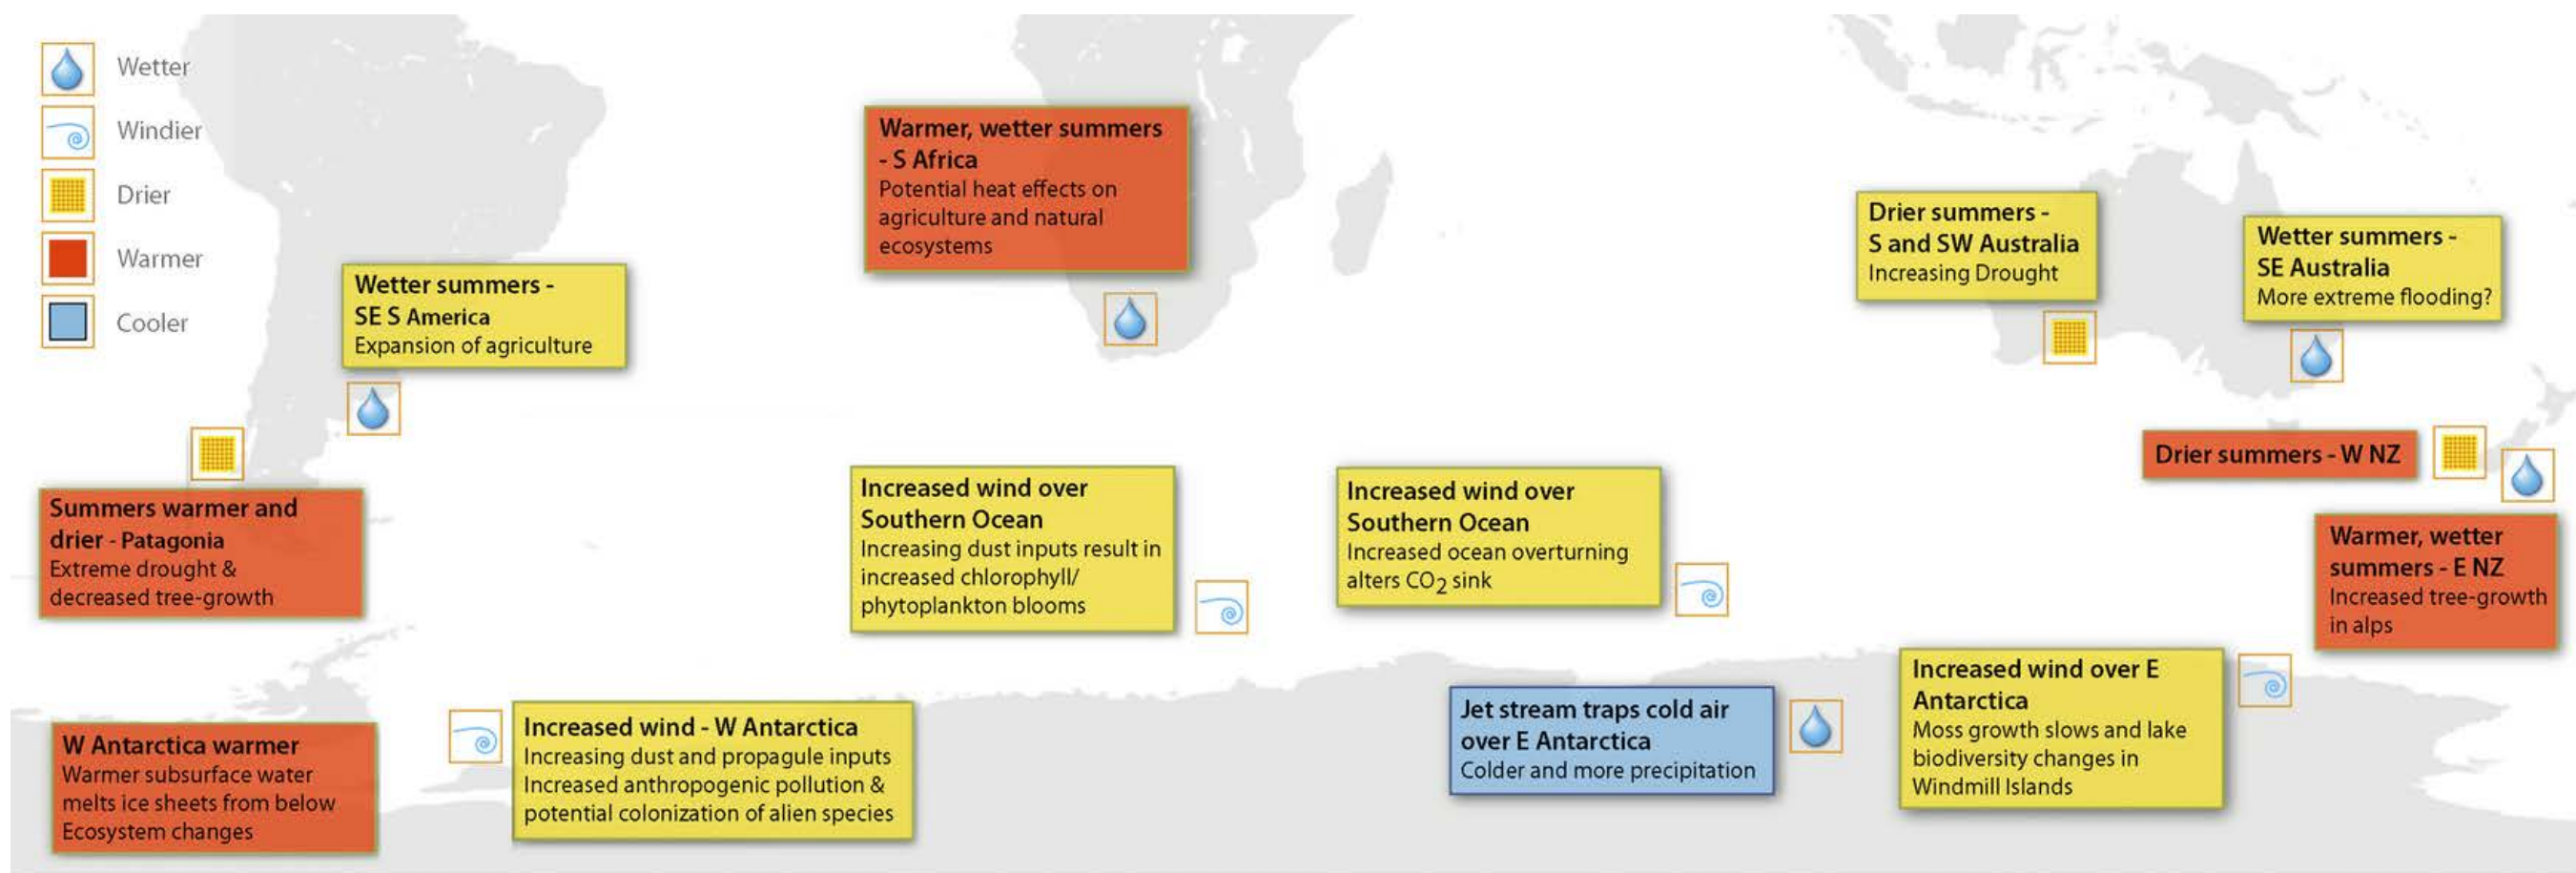 Wetter
Windier
Drier
Warmer
Cooler
Warmer, wetter summers
- S Africa
Potential heat effects on
agriculture and natural
ecosystems
Drier summers -
S and SW Australia
Increasing Drought
Wetter summers -
SE Australia
More extreme flooding?
Wetter summers -
SE S America
Expansion of agriculture
Drier summers - W NZ
Summers warmer and
drier - Patagonia
Extreme drought &
decreased tree-growth
Increased wind over
Southern Ocean
Increasing dust inputs result in
increased chlorophyll/
phytoplankton blooms
Increased wind over
Southern Ocean
Increased ocean overturning
alters CO2 sink
Warmer, wetter
summers - E NZ
Increased tree-growth
in alps
W Antarctica warmer
Warmer subsurface water
melts ice sheets from below
Ecosystem changes
Increased wind - W Antarctica
Increasing dust and propagule inputs
Increased anthropogenic pollution &
potential colonization of alien species
Jet stream traps cold air
over E Antarctica
Colder and more precipitation
Increased wind over E
Antarctica
Moss growth slows and lake
biodiversity changes in
Windmill Islands